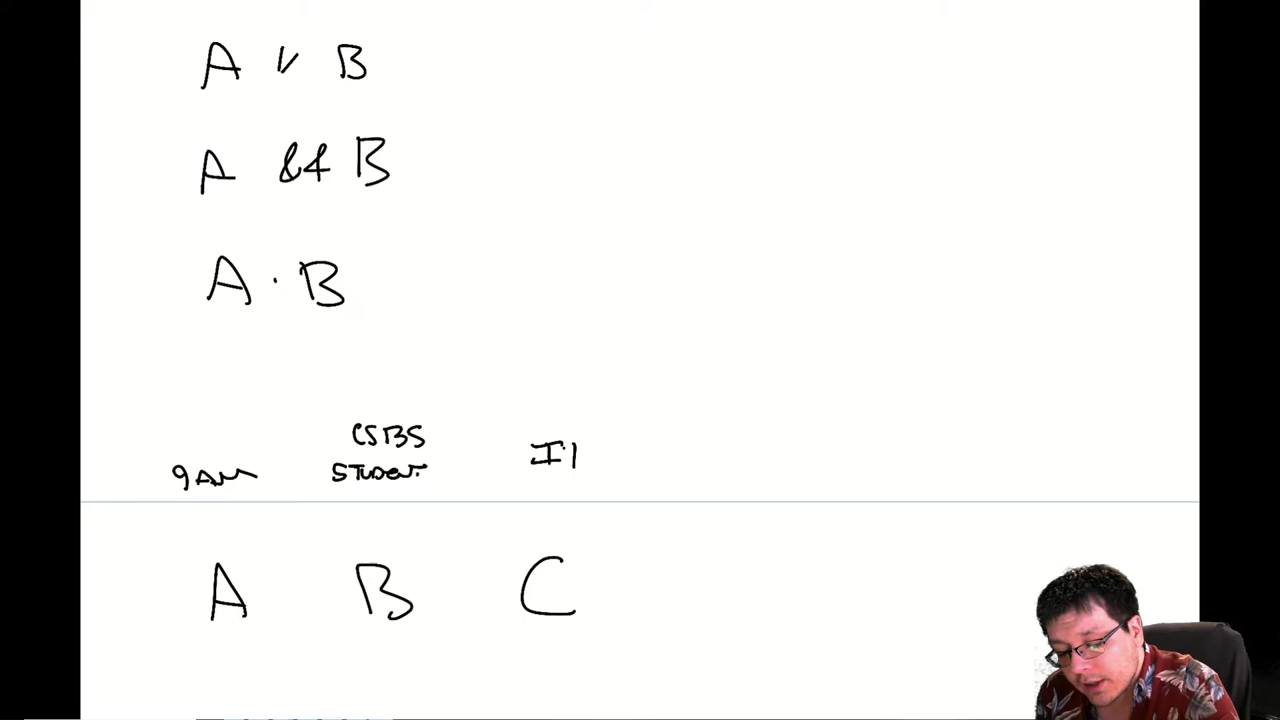 A V B
A && B
A · B
CSBS
9AM STUDENT I1
A B C